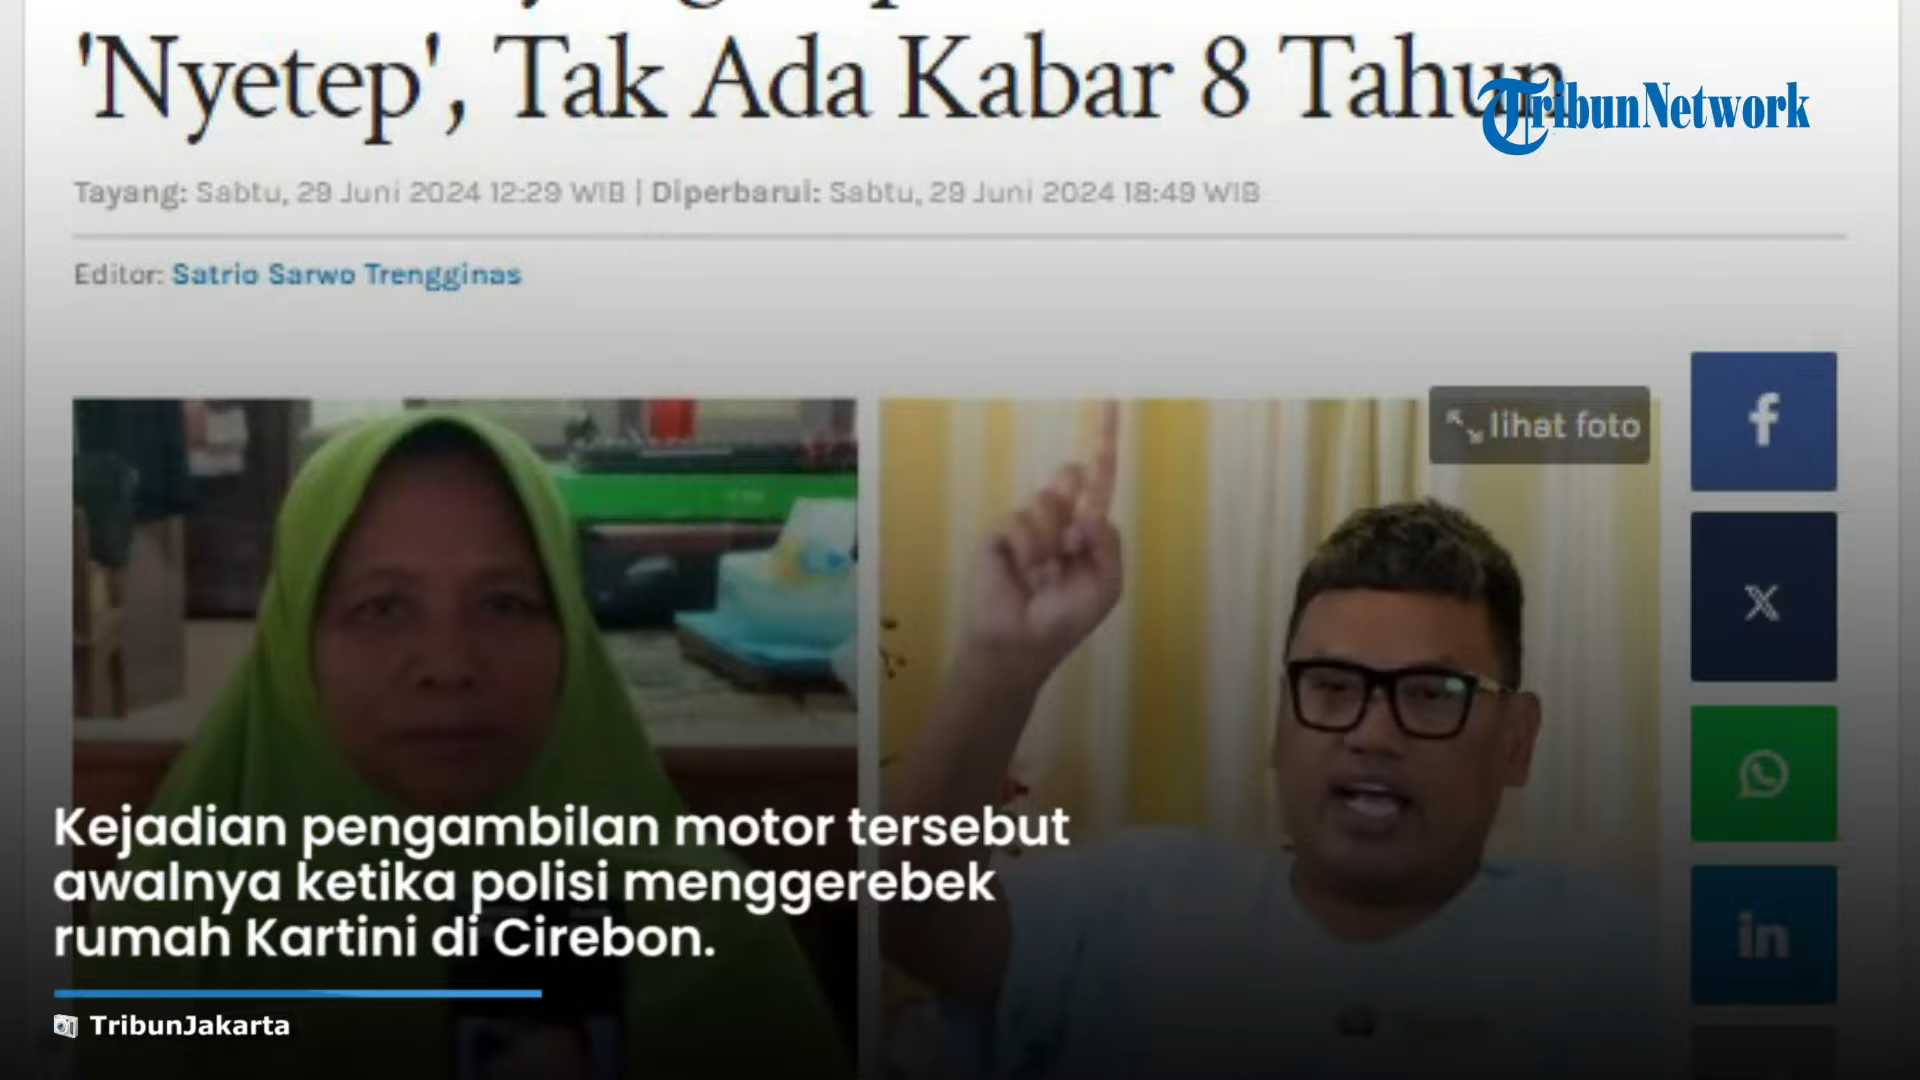 'Nyetep', Tak Ada Kabar 8 Tahun
TribunNetwork
Tayang: Sabtu, 29 Juni 2024 12:29 WIB | Diperbarui: Sabtu, 29 Juni 2024 18:49 WIB
Editor: Satrio Sarwo Trengginas
lihat foto
Kejadian pengambilan motor tersebut
awalnya ketika polisi menggerebek
rumah Kartini di Cirebon.
TribunJakarta